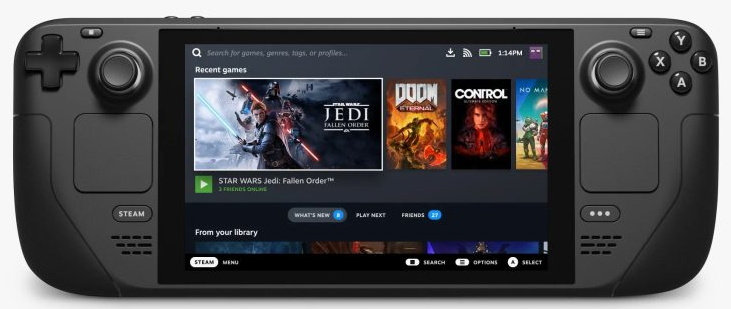 Search for games, genres, tags, or profiles...
1:14PM
Recent games
STAR WARS
JEDI
FALLEN ORDER
DOOM
ETERNAL
CONTROL
ULTIMATE EDITION
NO MAN
STAR WARS Jedi: Fallen Order™
3 FRIENDS ONLINE
WHAT'S NEW 8 PLAY NEXT FRIENDS 27
From your library
STEAM MENU
SEARCH OPTIONS A SELECT
STEAM
Y
X B
A